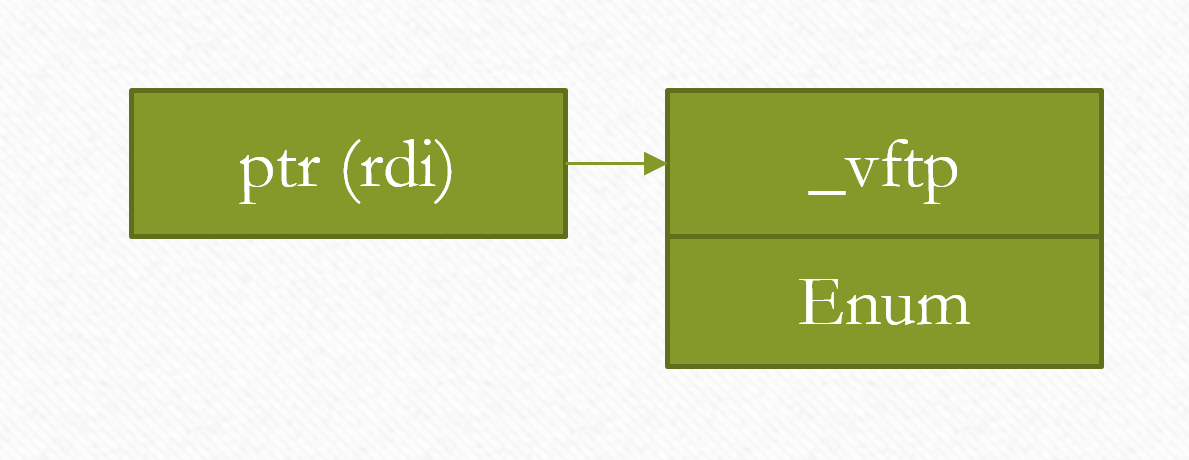 ptr (rdi)
_vftp
Enum